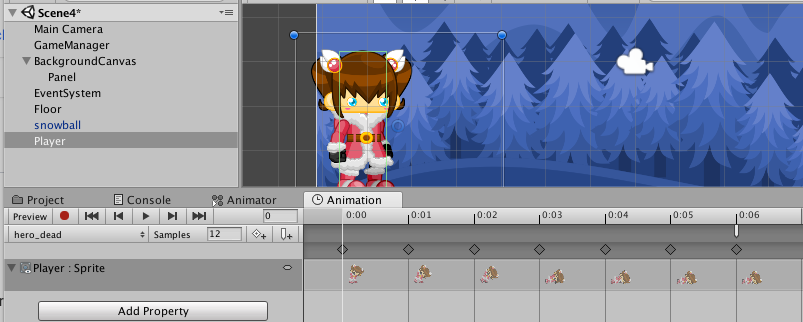 Scene4*
Main Camera
GameManager
BackgroundCanvas
Panel
EventSystem
Floor
snowball
Player
Project Console Animator Animation
Preview 0 0:00 0:01 0:02 0:03 0:04 0:05 0:06
hero_dead Samples 12
Player : Sprite
Add Property